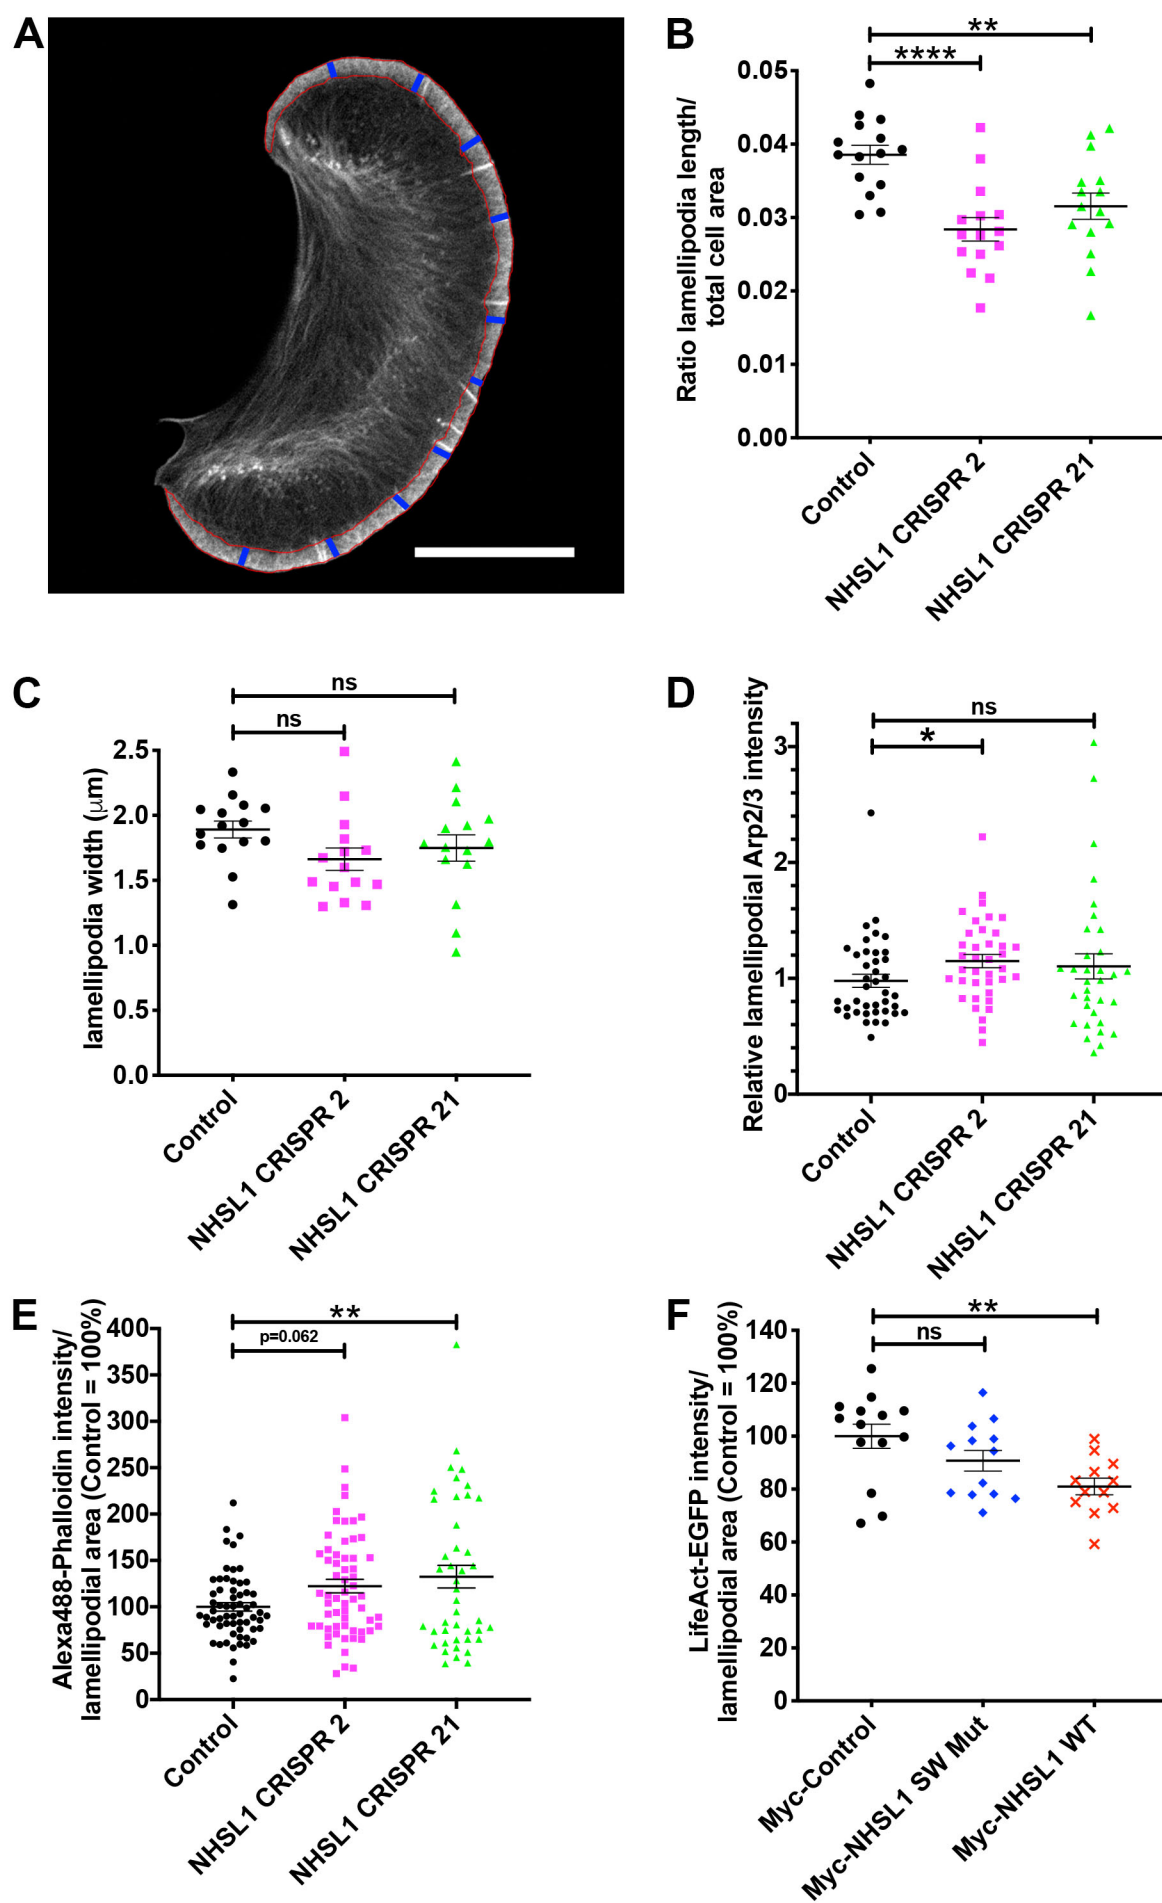 A
B
**
****
0.05
0.04
0.03
0.02
0.01
0.00
Ratio lamellipodia length/
total cell area
Control
NHSL1 CRISPR 2
NHSL1 CRISPR 21
C
ns
ns
2.5
2.0
1.5
1.0
0.5
0.0
lamellipodia width (μm)
Control
NHSL1 CRISPR 2
NHSL1 CRISPR 21
D
ns
*
3
2
1
0
Relative lamellipodial Arp2/3 intensity
Control
NHSL1 CRISPR 2
NHSL1 CRISPR 21
E
**
p=0.062
400
350
300
250
200
150
100
50
0
Alexa488-Phalloidin intensity/
lamellipodial area (Control = 100%)
Control
NHSL1 CRISPR 2
NHSL1 CRISPR 21
F
**
ns
140
120
100
80
60
40
20
0
LifeAct-EGFP intensity/
lamellipodial area (Control = 100%)
Myc-Control
Myc-NHSL1 SW Mut
Myc-NHSL1 WT